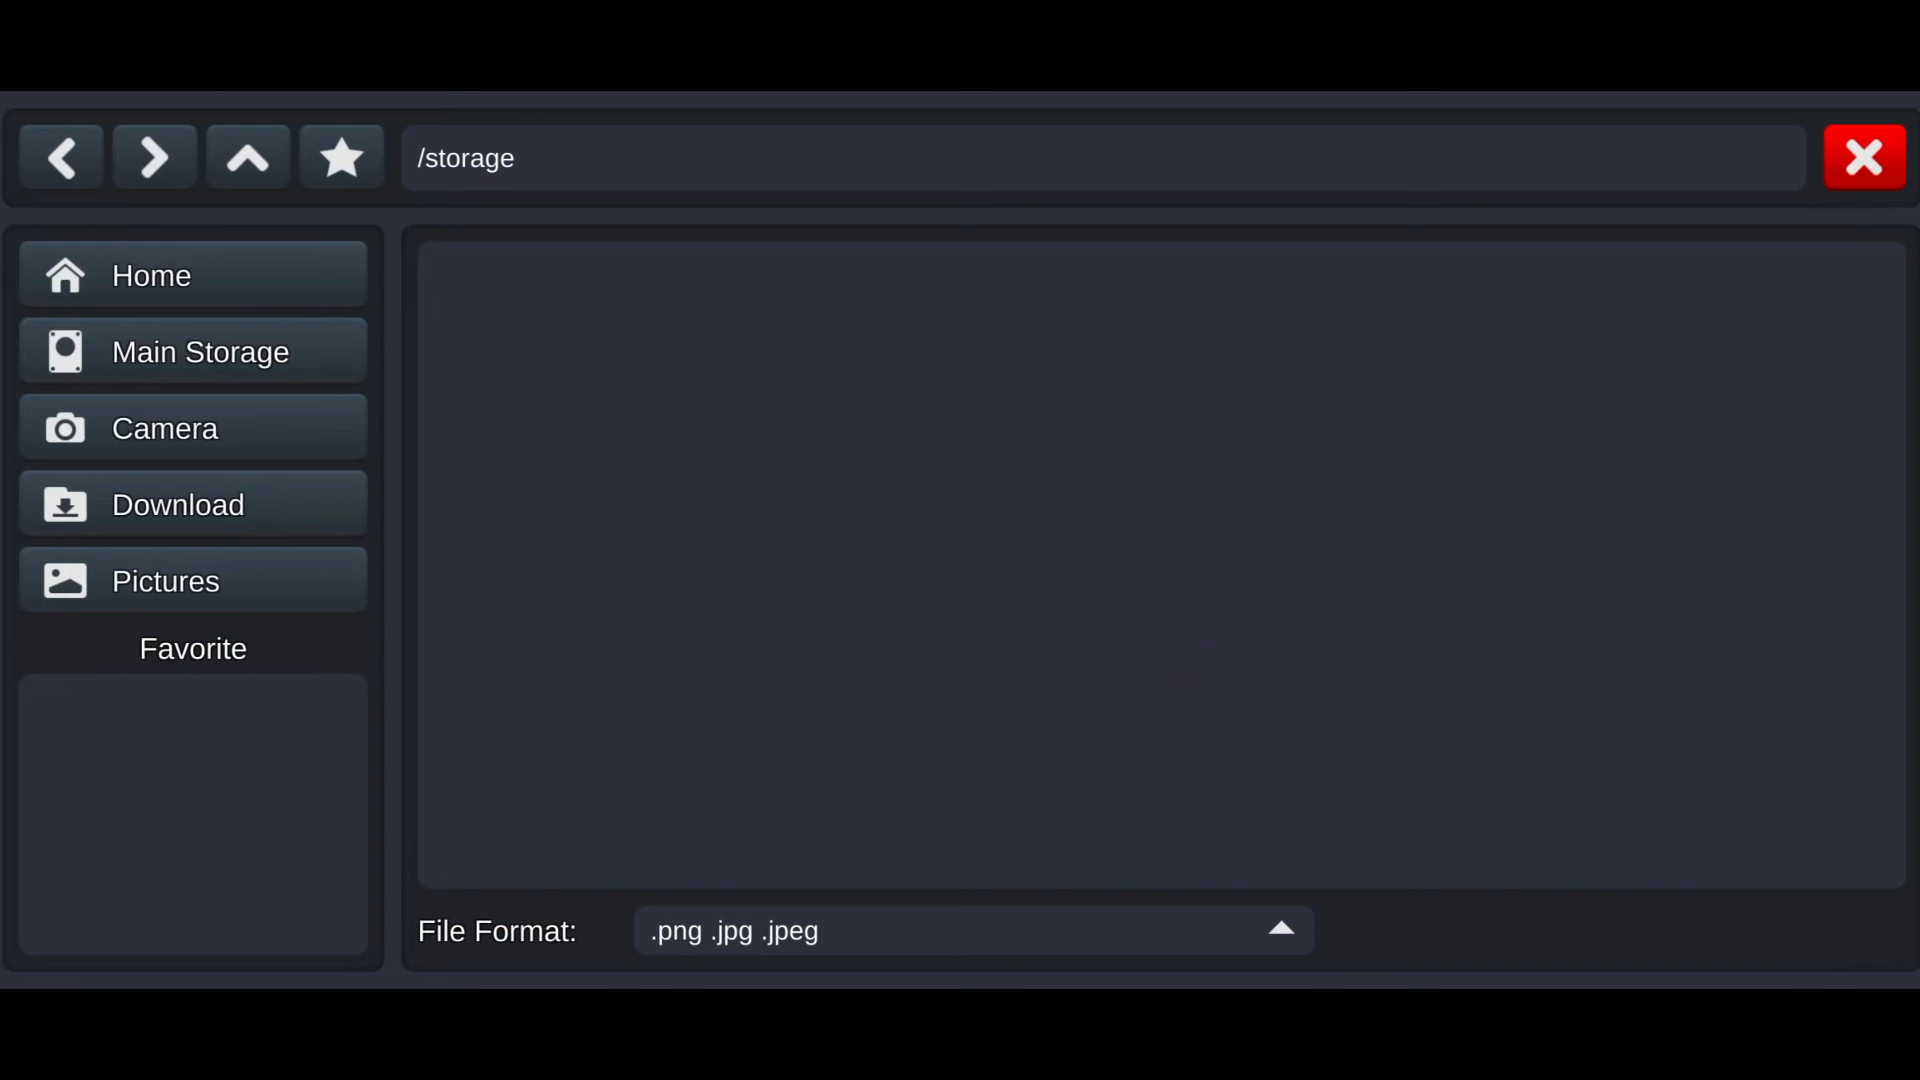 /storage
Home
Main Storage
Camera
Download
Pictures
Favorite
File Format: .png .jpg .jpeg